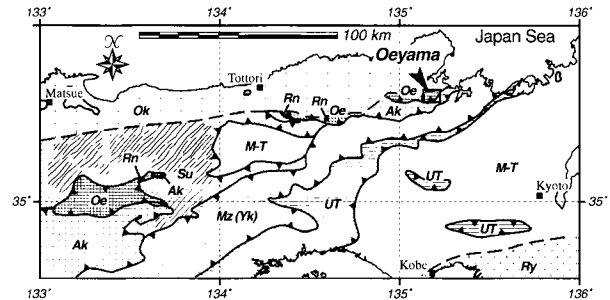 133° 134° 135° 136°
100 km
Japan Sea
Oeyama
Matsue
Tottori
Ok
Rn
Rn
Oe
Oe
Ak
M-T
Rn
Su
Ak
Oe
M-T
UT
Kyoto
35°
35°
Mz (Yk)
UT
UT
Ak
Kobe
Ry
133° 134° 135° 136°